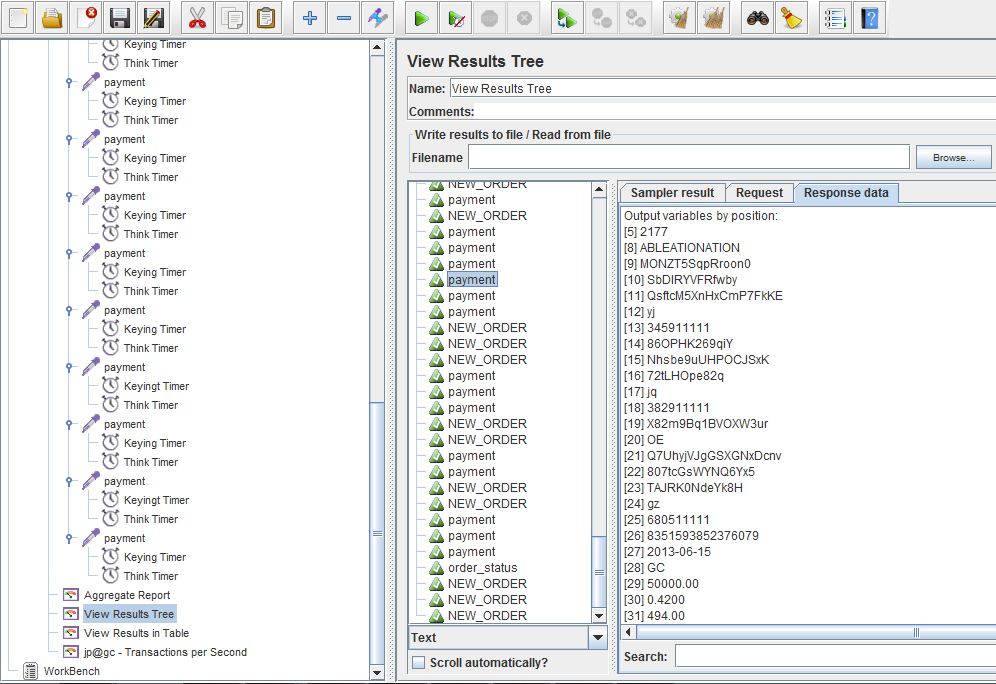 Keying Timer
Think Timer
payment
Keying Timer
Think Timer
payment
Keying Timer
Think Timer
payment
Keying Timer
Think Timer
payment
Keying Timer
Think Timer
payment
Keying Timer
Think Timer
payment
Keyingt Timer
Think Timer
payment
Keying Timer
Think Timer
payment
Keyingt Timer
Think Timer
payment
Keying Timer
Think Timer
Aggregate Report
View Results Tree
View Results in Table
jp@gc - Transactions per Second
WorkBench
View Results Tree
Name: View Results Tree
Comments:
Write results to file / Read from file
Filename
Browse...
NEW_ORDER
payment
NEW_ORDER
payment
payment
payment
payment
payment
payment
NEW_ORDER
NEW_ORDER
NEW_ORDER
payment
payment
payment
NEW_ORDER
NEW_ORDER
payment
payment
NEW_ORDER
NEW_ORDER
payment
payment
payment
order_status
NEW_ORDER
NEW_ORDER
NEW_ORDER
Text
Scroll automatically?
Sampler result Request Response data
Output variables by position:
[5] 2177
[8] ABLEATIONATION
[9] MONZT5SqpRroon0
[10] SbDIRYVFRfwby
[11] QsftcM5XnHxCmP7FkKE
[12] yj
[13] 345911111
[14] 86OPHK269qiY
[15] Nhsbe9uUHPOCJSxK
[16] 72tLHOpe82q
[17] jq
[18] 382911111
[19] X82m9Bq1BVOXW3ur
[20] OE
[21] Q7UhyjVJgGSXGNxDcnv
[22] 807tcGsWYNQ6Yx5
[23] TAJRK0NdeYk8H
[24] gz
[25] 680511111
[26] 8351593852376079
[27] 2013-06-15
[28] GC
[29] 50000.00
[30] 0.4200
[31] 494.00
Search: